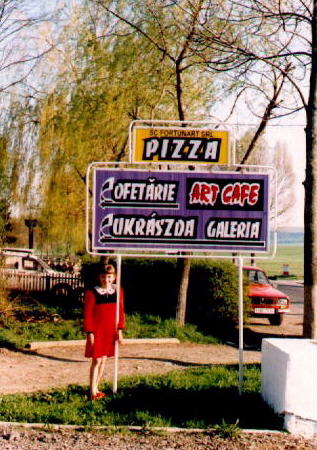 SC FORTUNART SRL
PIZZA
COFETĂRIE ART CAFE
CUKRÁSZDA GALERIA